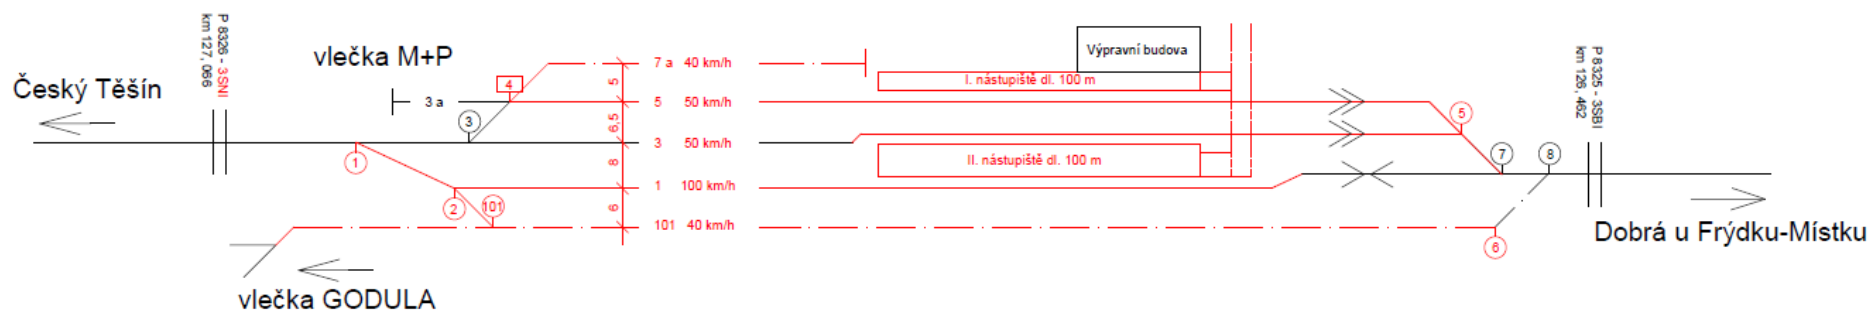 Český Těšín
P 8326 - 3SNI
km 127, 066
vlečka M+P
3 a
4
3
1
2
101
vlečka GODULA
5
6,5
8
6
7 a 40 km/h
5 50 km/h
3 50 km/h
1 100 km/h
101 40 km/h
Výpravní budova
I. nástupiště dl. 100 m
II. nástupiště dl. 100 m
5
7
8
6
P 8325 - 3SBI
km 126, 462
Dobrá u Frýdku-Místku